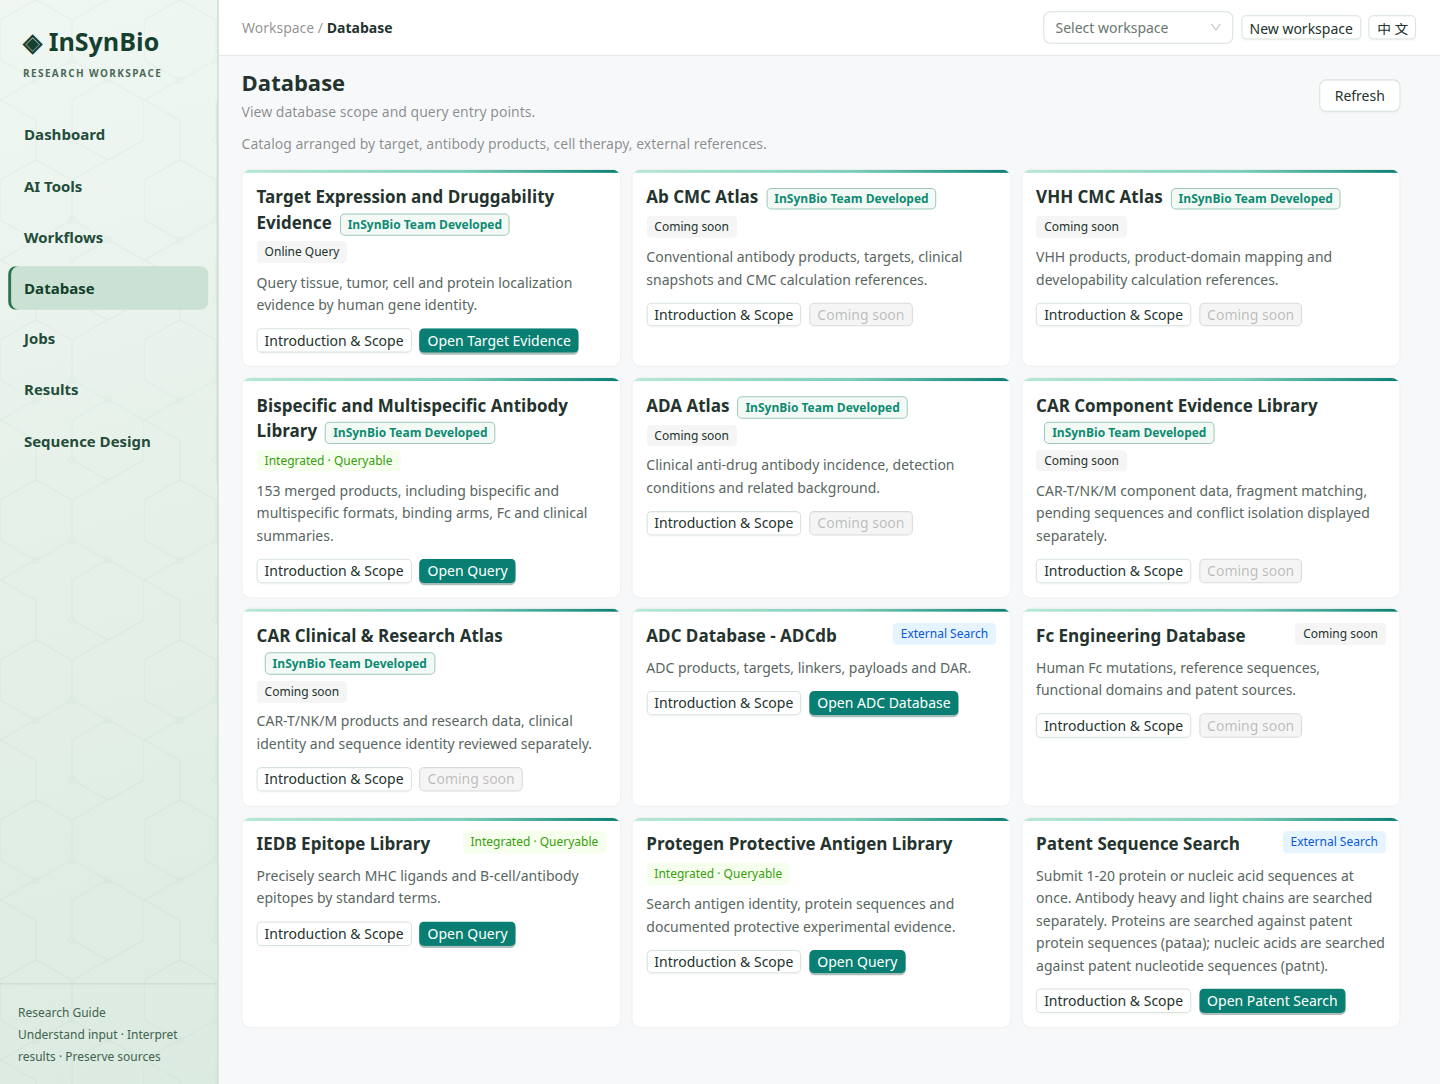 ◈ InSynBio
RESEARCH WORKSPACE
Dashboard
AI Tools
Workflows
Database
Jobs
Results
Sequence Design
Research Guide
Understand input · Interpret
results · Preserve sources
Workspace / Database
Select workspace
New workspace
中 文
Database
View database scope and query entry points.
Refresh
Catalog arranged by target, antibody products, cell therapy, external references.
Target Expression and Druggability
Evidence InSynBio Team Developed
Online Query
Query tissue, tumor, cell and protein localization
evidence by human gene identity.
Introduction & Scope Open Target Evidence
Ab CMC Atlas InSynBio Team Developed
Coming soon
Conventional antibody products, targets, clinical
snapshots and CMC calculation references.
Introduction & Scope Coming soon
VHH CMC Atlas InSynBio Team Developed
Coming soon
VHH products, product-domain mapping and
developability calculation references.
Introduction & Scope Coming soon
Bispecific and Multispecific Antibody
Library InSynBio Team Developed
Integrated · Queryable
153 merged products, including bispecific and
multispecific formats, binding arms, Fc and clinical
summaries.
Introduction & Scope Open Query
ADA Atlas InSynBio Team Developed
Coming soon
Clinical anti-drug antibody incidence, detection
conditions and related background.
Introduction & Scope Coming soon
CAR Component Evidence Library
InSynBio Team Developed
Coming soon
CAR-T/NK/M component data, fragment matching,
pending sequences and conflict isolation displayed
separately.
Introduction & Scope Coming soon
CAR Clinical & Research Atlas
InSynBio Team Developed
Coming soon
CAR-T/NK/M products and research data, clinical
identity and sequence identity reviewed separately.
Introduction & Scope Coming soon
ADC Database - ADCdb External Search
ADC products, targets, linkers, payloads and DAR.
Introduction & Scope Open ADC Database
Fc Engineering Database Coming soon
Human Fc mutations, reference sequences,
functional domains and patent sources.
Introduction & Scope Coming soon
IEDB Epitope Library Integrated · Queryable
Precisely search MHC ligands and B-cell/antibody
epitopes by standard terms.
Introduction & Scope Open Query
Protegen Protective Antigen Library
Integrated · Queryable
Search antigen identity, protein sequences and
documented protective experimental evidence.
Introduction & Scope Open Query
Patent Sequence Search External Search
Submit 1-20 protein or nucleic acid sequences at
once. Antibody heavy and light chains are searched
separately. Proteins are searched against patent
protein sequences (pataa); nucleic acids are searched
against patent nucleotide sequences (patnt).
Introduction & Scope Open Patent Search